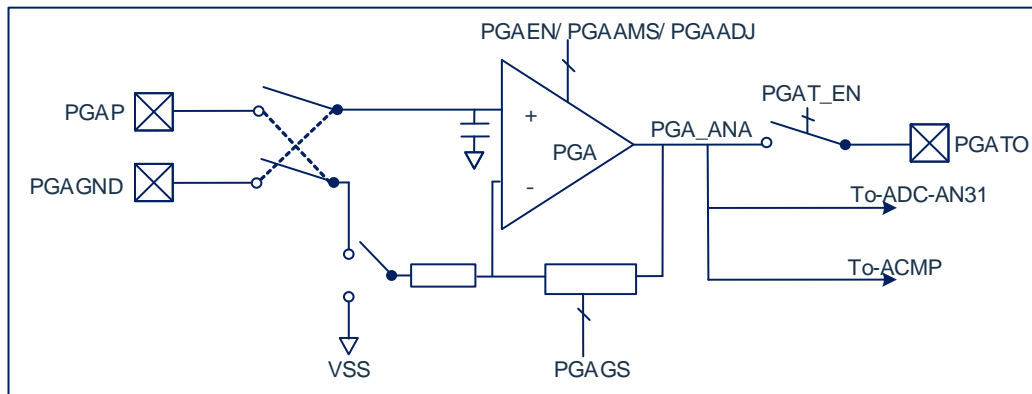 PGAEN/ PGAAMS/ PGAADJ
PGAP
PGAT_EN
+
PGA_ANA
PGA
PGATO
PGAGND
-
To-ADC-AN31
To-ACMP
VSS
PGAGS